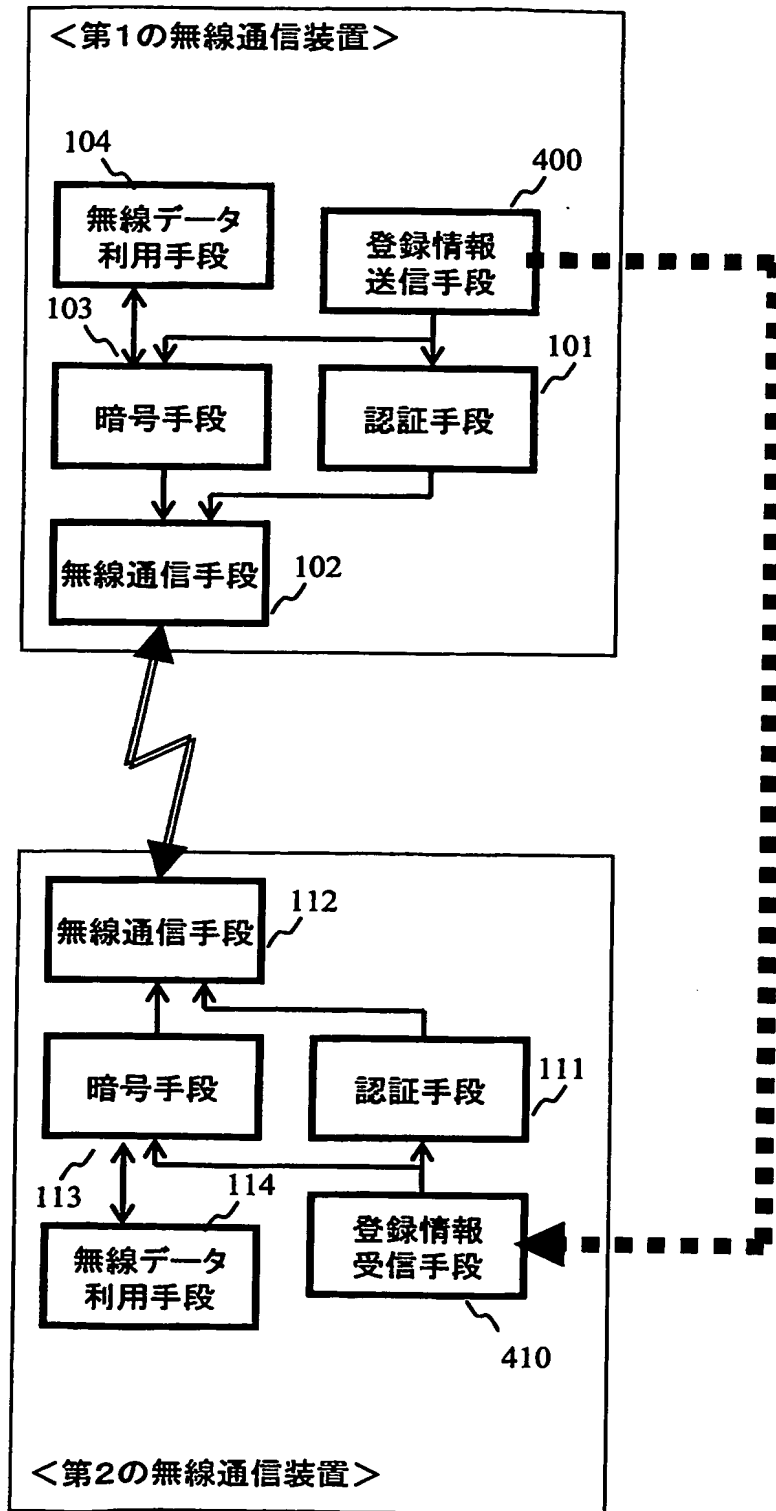 ＜第1の無線通信装置＞
104
無線データ
利用手段
400
登録情報
送信手段
103
暗号手段
101
認証手段
無線通信手段
102
無線通信手段
112
暗号手段
認証手段
111
113
114
無線データ
利用手段
登録情報
受信手段
410
＜第2の無線通信装置＞